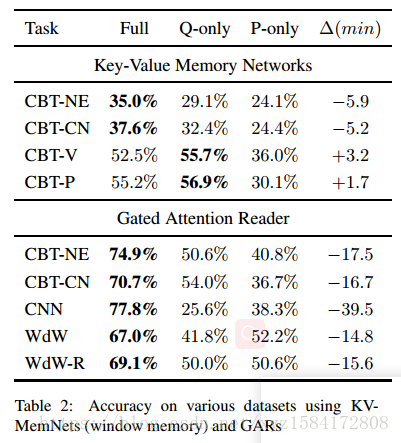 Task Full Q-only P-only Δ(min)
Key-Value Memory Networks
CBT-NE 35.0% 29.1% 24.1% −5.9
CBT-CN 37.6% 32.4% 24.4% −5.2
CBT-V 52.5% 55.7% 36.0% +3.2
CBT-P 55.2% 56.9% 30.1% +1.7
Gated Attention Reader
CBT-NE 74.9% 50.6% 40.8% −17.5
CBT-CN 70.7% 54.0% 36.7% −16.7
CNN 77.8% 25.6% 38.3% −39.5
WdW 67.0% 41.8% 52.2% −14.8
WdW-R 69.1% 50.0% 50.6% −15.6
Table 2: Accuracy on various datasets using KV-
MemNets (window memory) and GARs